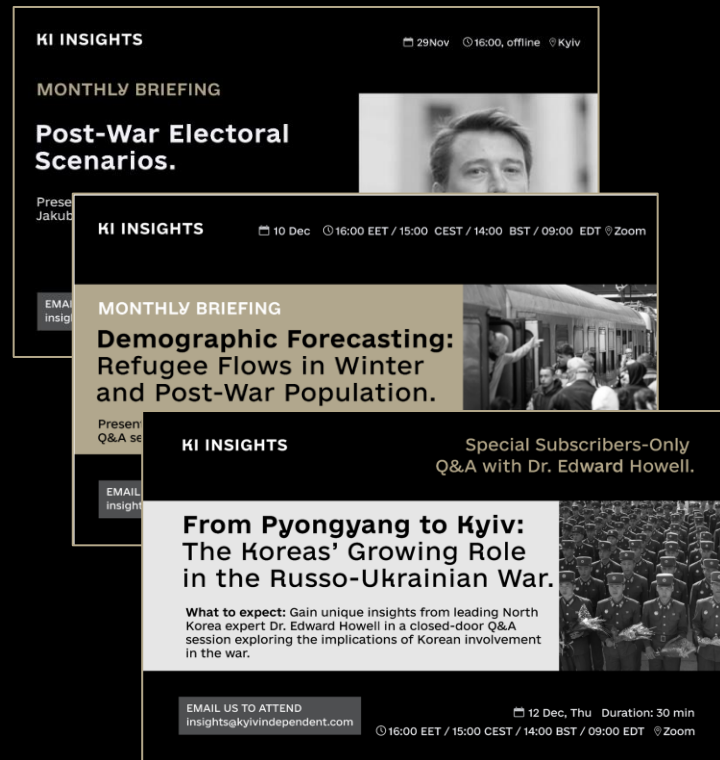 KI INSIGHTS
29Nov 16:00, offline Kyiv
MONTHLY BRIEFING
Post-War Electoral
Scenarios.
KI INSIGHTS
10 Dec 16:00 EET / 15:00 CEST / 14:00 BST / 09:00 EDT Zoom
MONTHLY BRIEFING
Demographic Forecasting:
Refugee Flows in Winter
and Post-War Population.
Q&A
KI INSIGHTS
Special Subscribers-Only
Q&A with Dr. Edward Howell.
From Pyongyang to Kyiv:
The Koreas' Growing Role
in the Russo-Ukrainian War.
What to expect: Gain unique insights from leading North
Korea expert Dr. Edward Howell in a closed-door Q&A
session exploring the implications of Korean involvement
in the war.
EMAIL US TO ATTEND
insights@kyivindependent.com
12 Dec, Thu Duration: 30 min
16:00 EET / 15:00 CEST / 14:00 BST / 09:00 EDT Zoom